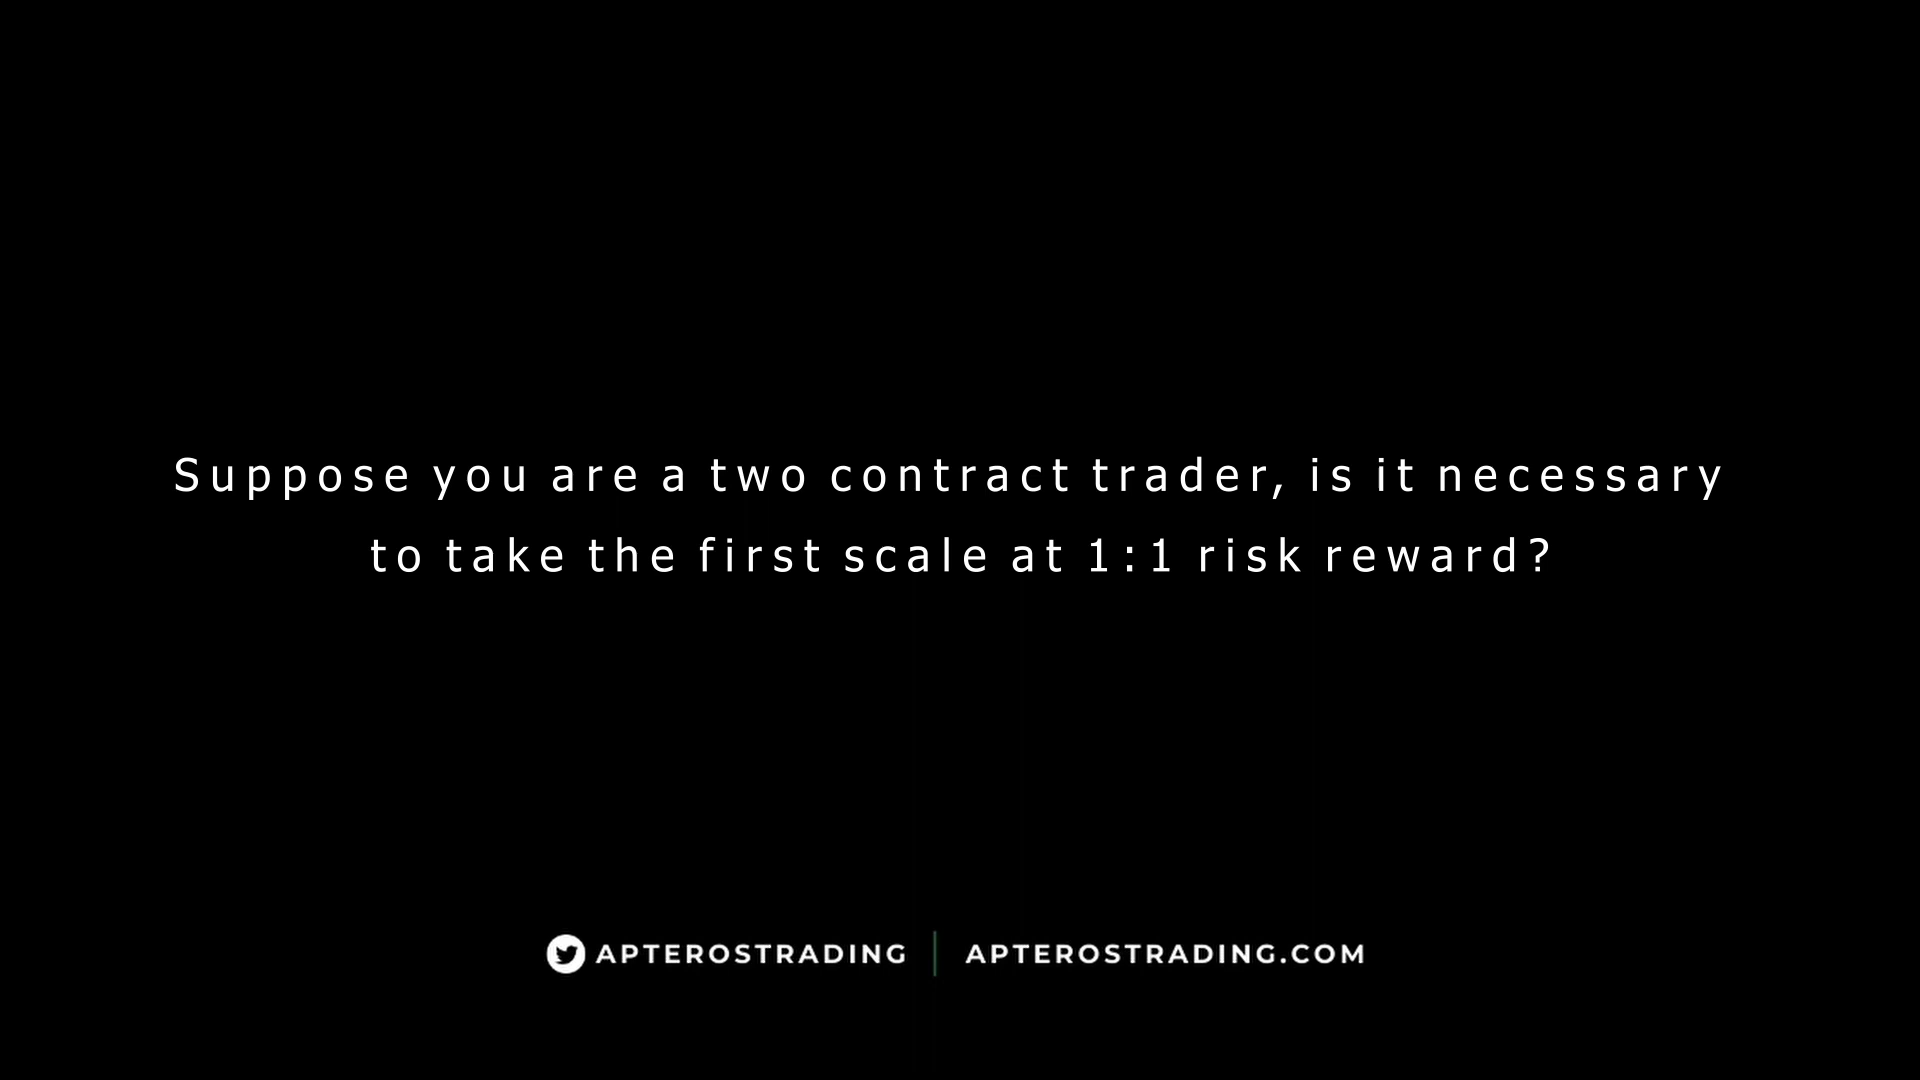 Suppose you are a two contract trader, is it necessary
to take the first scale at 1:1 risk reward?
APTEROSTRADING | APTEROSTRADING.COM